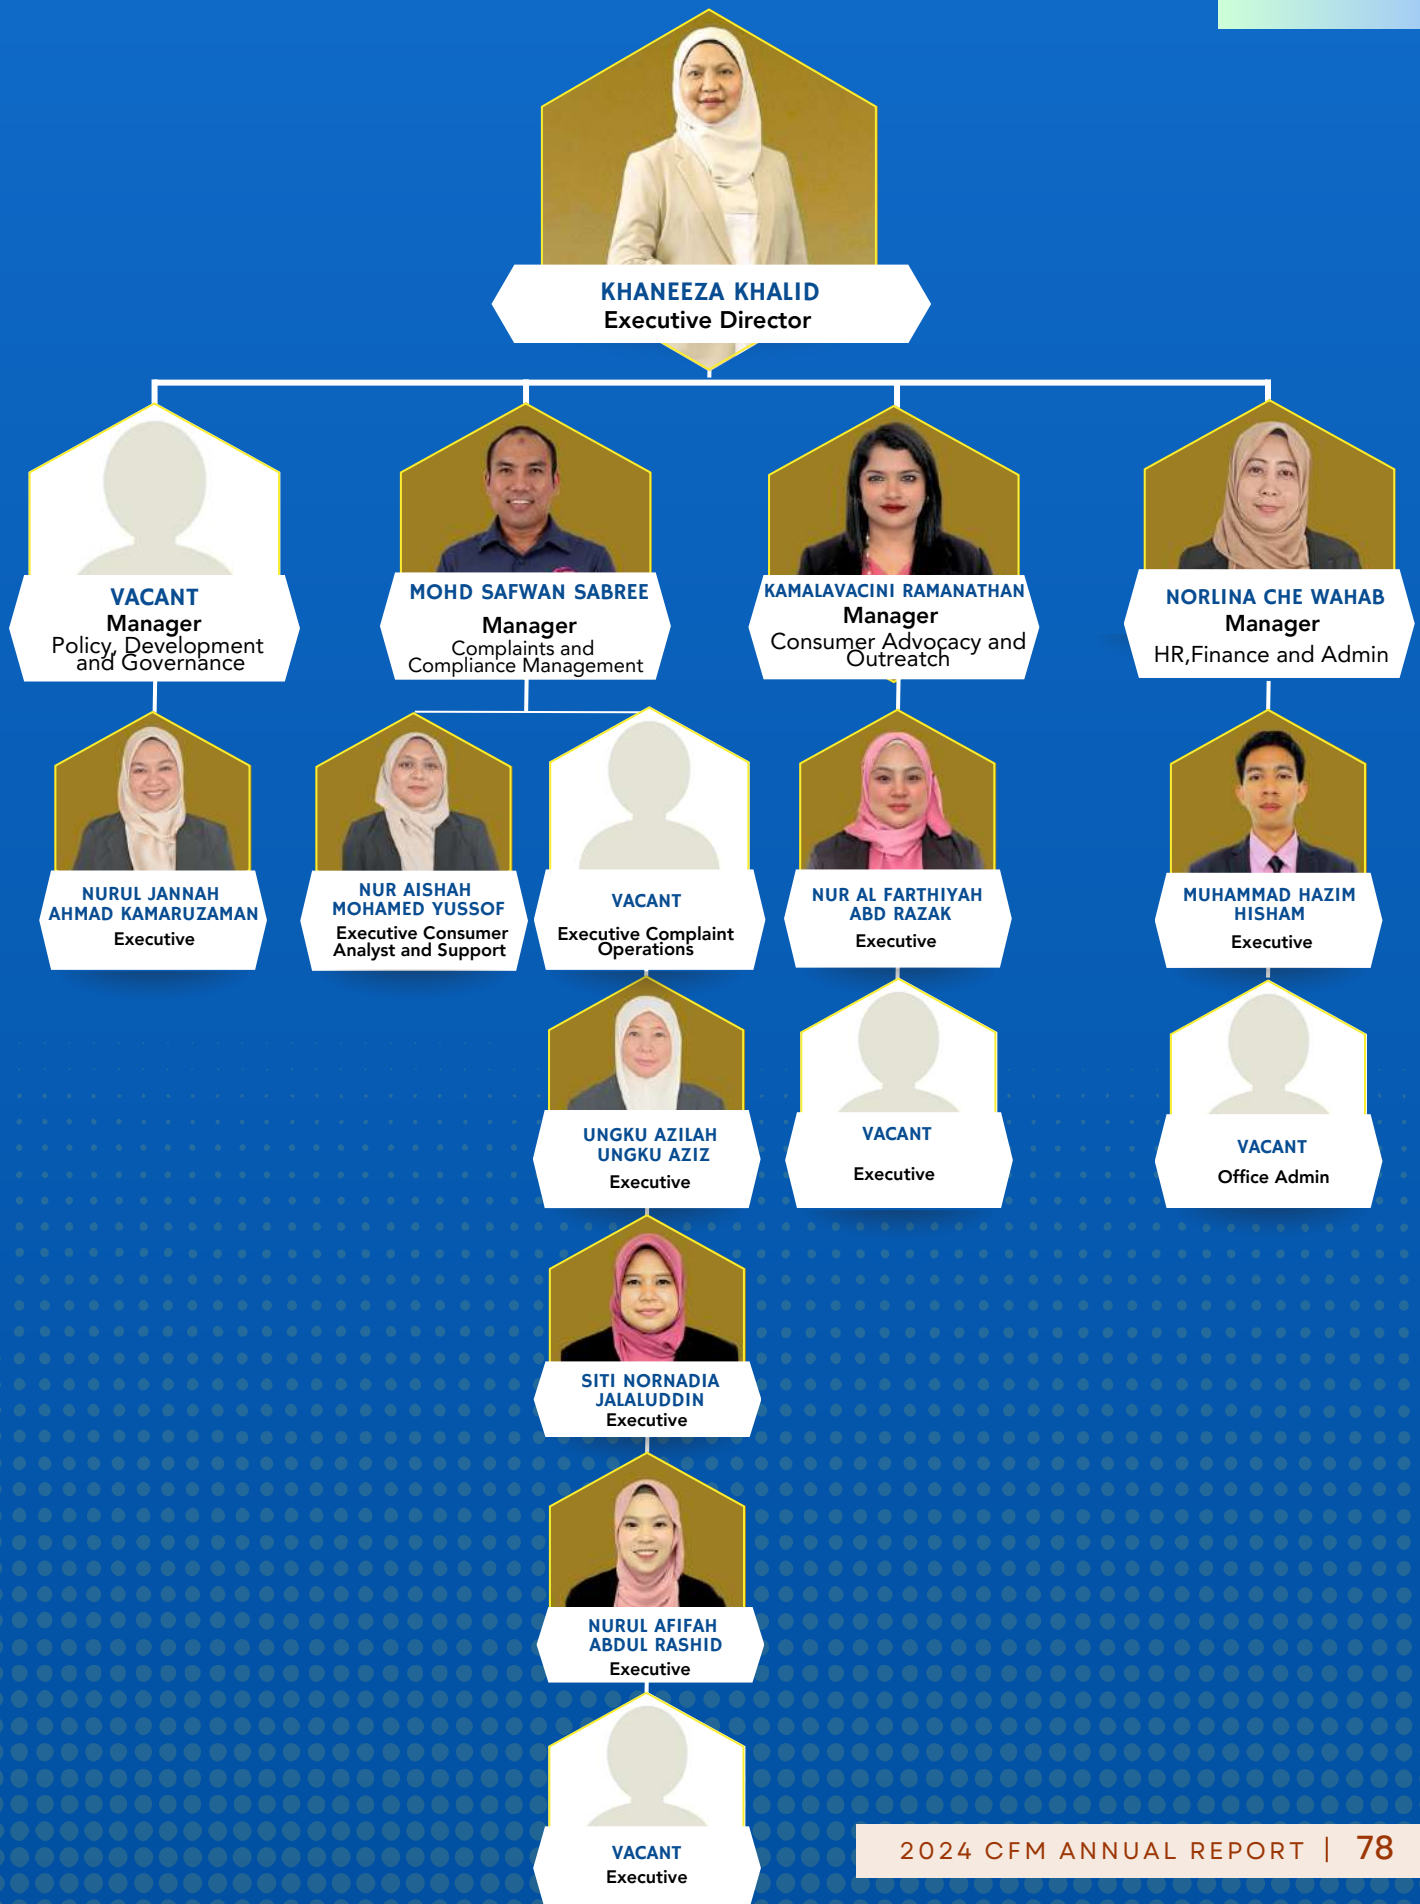 KHANEEZA KHALID
Executive Director
VACANT
Manager
Policy, Development
and Governance
MOHD SAFWAN SABREE
Manager
Complaints and
Compliance Management
KAMALAVACINI RAMANATHAN
Manager
Consumer Advocacy and
Outreatch
NORLINA CHE WAHAB
Manager
HR,Finance and Admin
NURUL JANNAH
AHMAD KAMARUZAMAN
Executive
NUR AISHAH
MOHAMED YUSSOF
Executive Consumer
Analyst and Support
VACANT
Executive Complaint
Operations
NUR AL FARTHIYAH
ABD RAZAK
Executive
MUHAMMAD HAZIM
HISHAM
Executive
UNGKU AZILAH
UNGKU AZIZ
Executive
VACANT
Executive
VACANT
Office Admin
SITI NORNADIA
JALALUDDIN
Executive
NURUL AFIFAH
ABDUL RASHID
Executive
VACANT
Executive
2024 CFM ANNUAL REPORT | 78